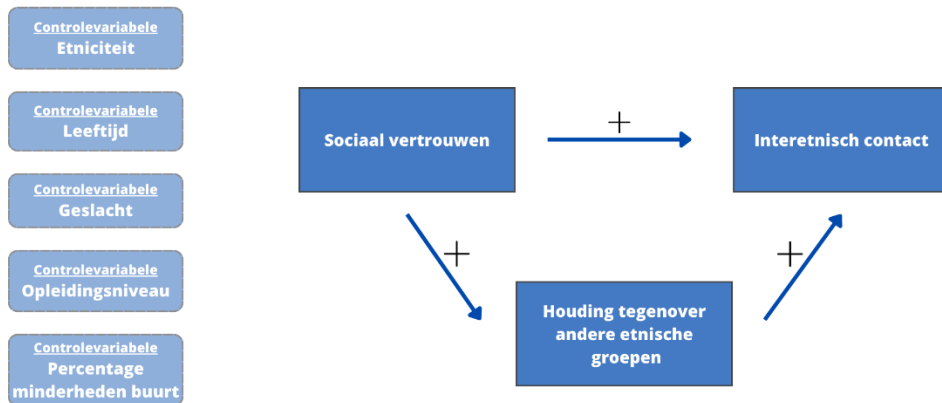 Controlevariabele
Etniciteit
Controlevariabele
Leeftijd
Controlevariabele
Geslacht
Controlevariabele
Opleidingsniveau
Controlevariabele
Percentage
minderheden buurt
Sociaal vertrouwen
+
Interetnisch contact
+
+
Houding tegenover
andere etnische
groepen